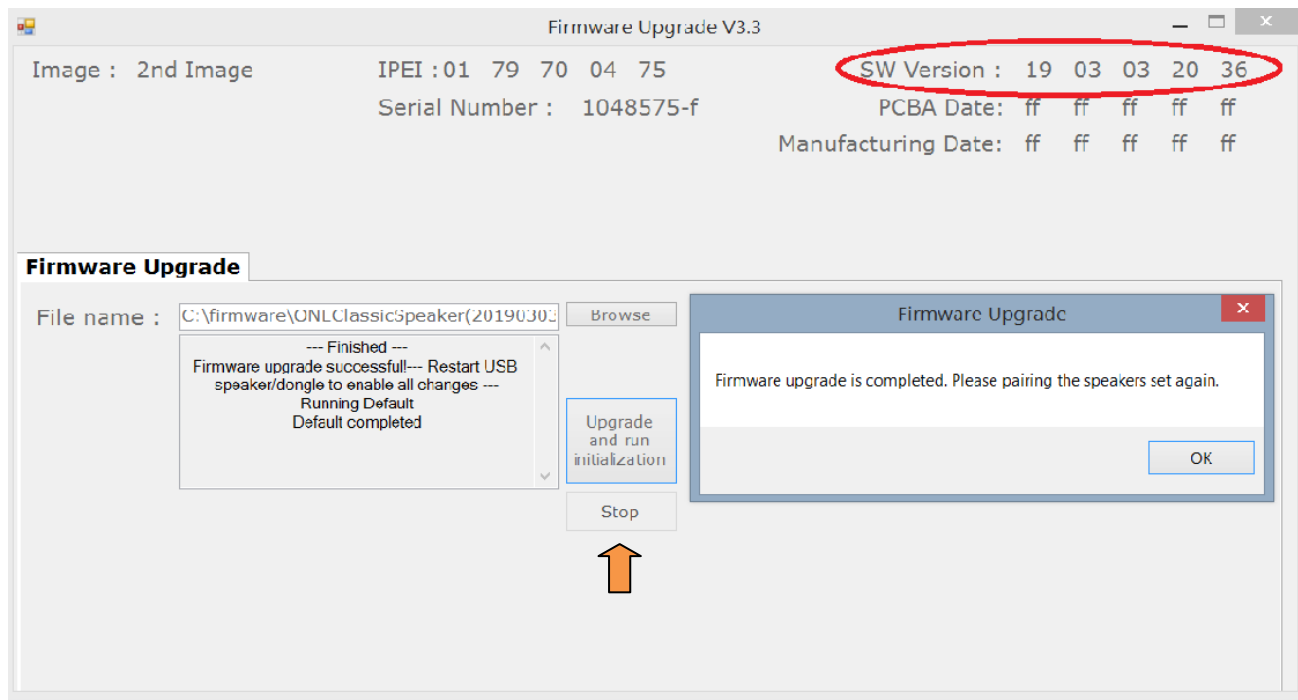 Firmware Upgrade V3.3
Image : 2nd Image
IPEI : 01 79 70 04 75
SW Version : 19 03 03 20 36
Serial Number : 1048575-f
PCBA Date: ff ff ff ff ff
Manufacturing Date: ff ff ff ff ff
Firmware Upgrade
File name : C:\firmware\ONEClassicSpeaker(20190303 Browse
--- Finished ---
Firmware upgrade successful!--- Restart USB
speaker/dongle to enable all changes ---
Running Default
Default completed
Upgrade
and run
initialization
Stop
Firmware Upgrade
Firmware upgrade is completed. Please pairing the speakers set again.
OK